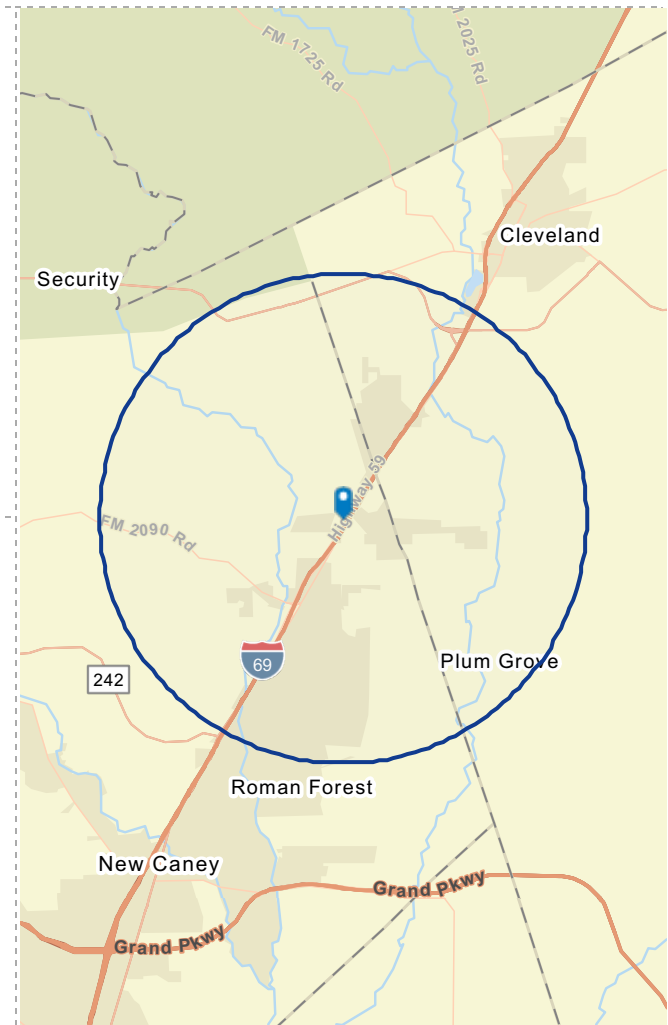 FM 1725 Rd
FM 2025 Rd
Cleveland
Security
Highway 59
FM 2090 Rd
69
Plum Grove
242
Roman Forest
New Caney
Grand Pkwy
Grand Pkwy